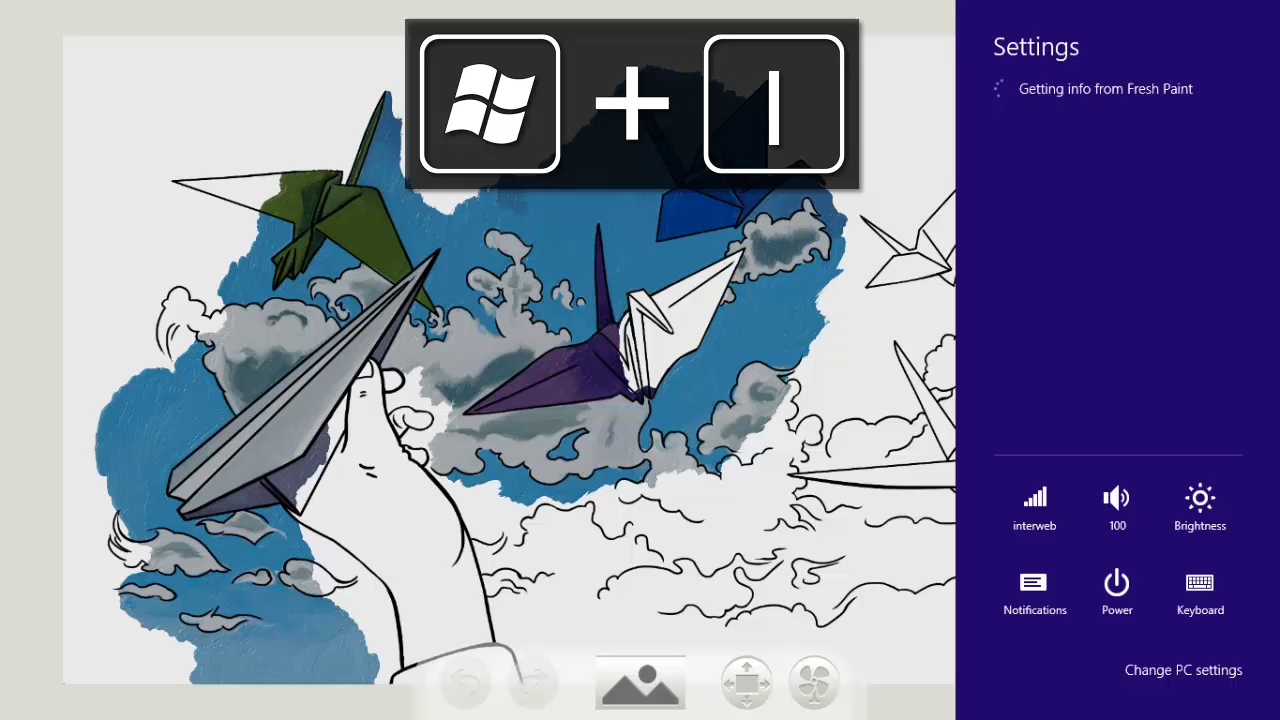 + I
Settings
Getting info from Fresh Paint
interweb
100
Brightness
Notifications
Power
Keyboard
Change PC settings